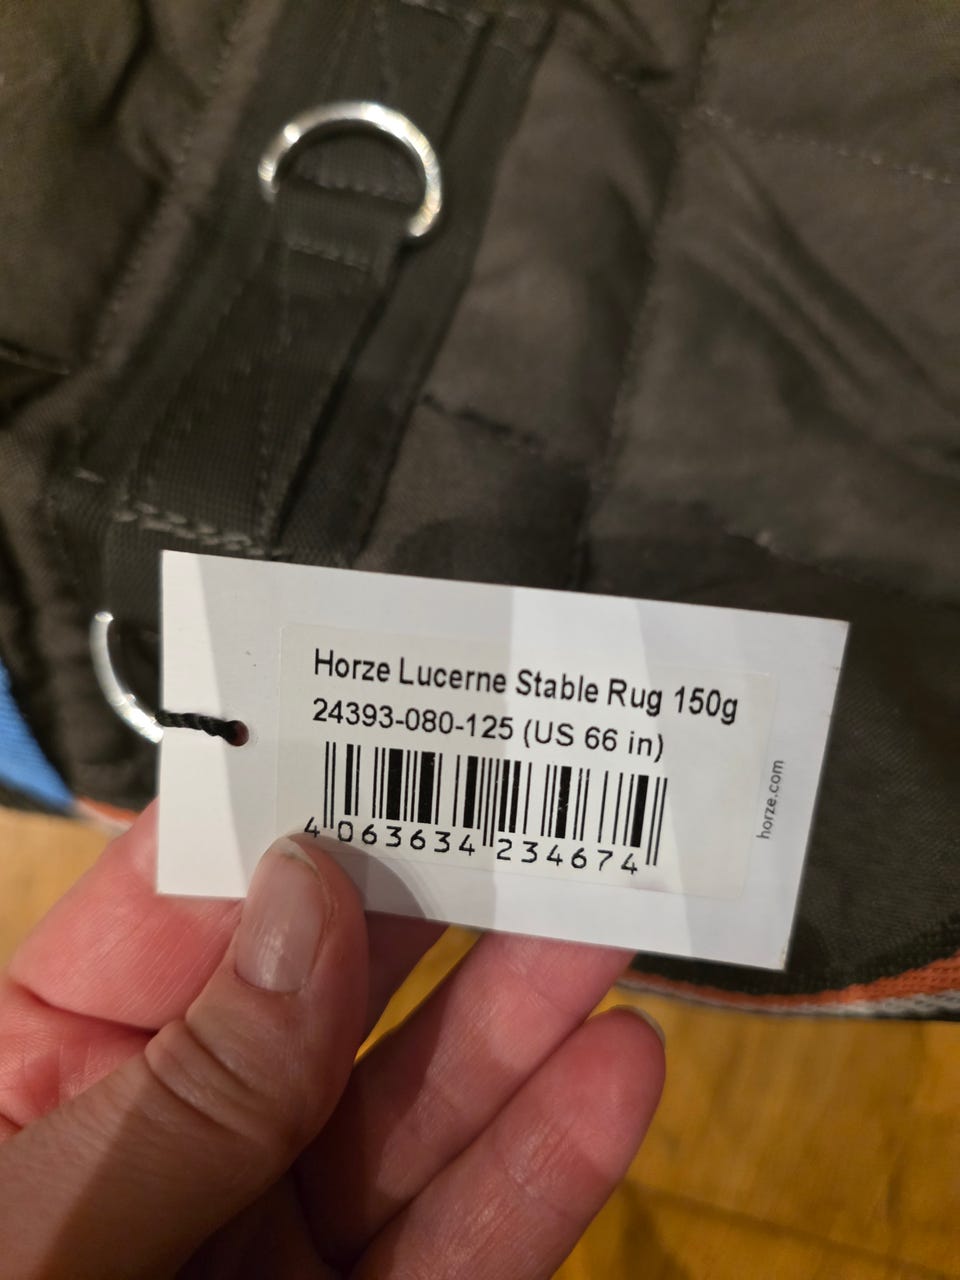 Horze Lucerne Stable Rug 150g
24393-080-125 (US 66 in)
4 063634 234674
horze.com